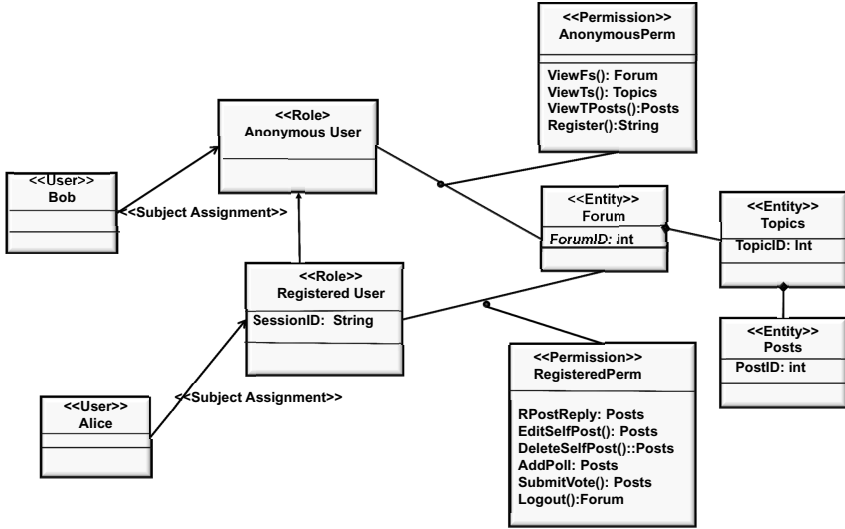 <<Permission>>
AnonymousPerm
ViewFs(): Forum
ViewTs(): Topics
ViewTPosts():Posts
Register():String
<<Role>
Anonymous User
<<User>>
Bob
<<Subject Assignment>>
<<Entity>>
Forum
ForumID: int
<<Entity>>
Topics
TopicID: Int
<<Role>>
Registered User
SessionID: String
<<Entity>>
Posts
PostID: int
<<Permission>>
RegisteredPerm
RPostReply: Posts
EditSelfPost(): Posts
DeleteSelfPost()::Posts
AddPoll: Posts
SubmitVote(): Posts
Logout():Forum
<<Subject Assignment>>
<<User>>
Alice